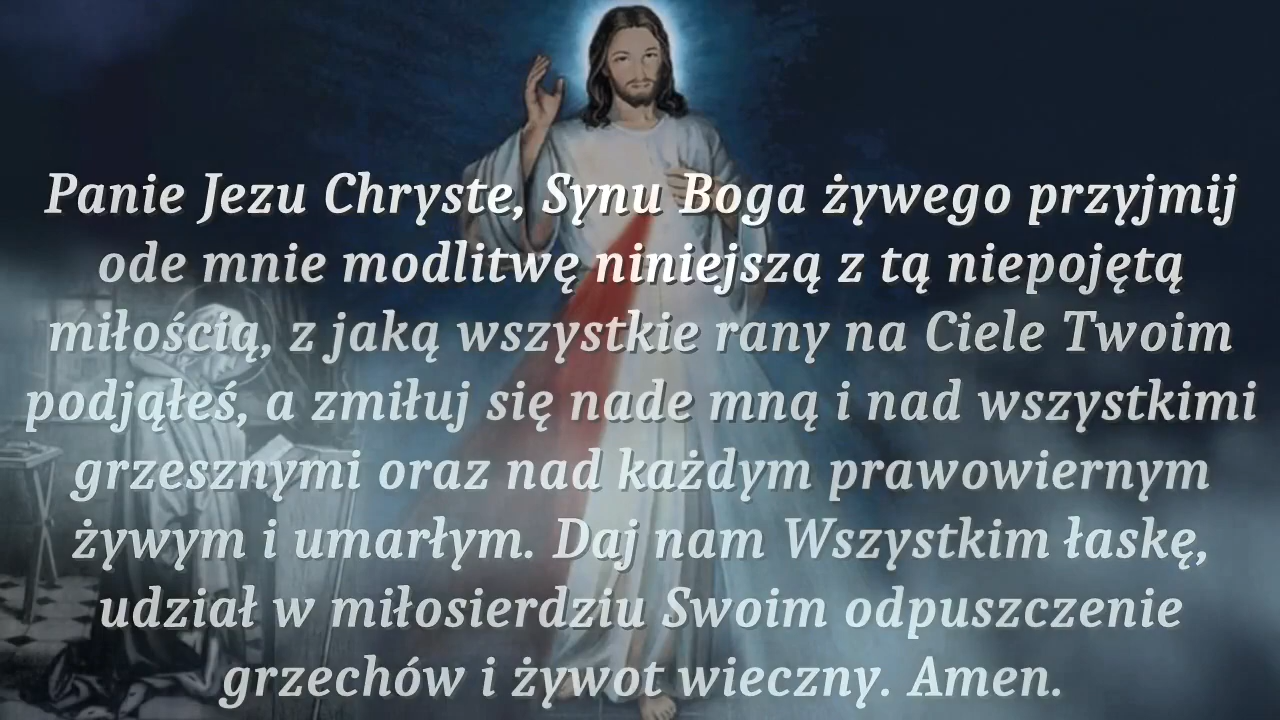 Panie Jezu Chryste, Synu Boga żywego przyjmij
ode mnie modlitwę niniejszą z tą niepojętą
miłością, z jaką wszystkie rany na Ciele Twoim
podjąłeś, a zmiłuj się nade mną i nad wszystkimi
grzesznymi oraz nad każdym prawowiernym
żywym i umarłym. Daj nam Wszystkim łaskę,
udział w miłosierdziu Swoim odpuszczenie
grzechów i żywot wieczny. Amen.